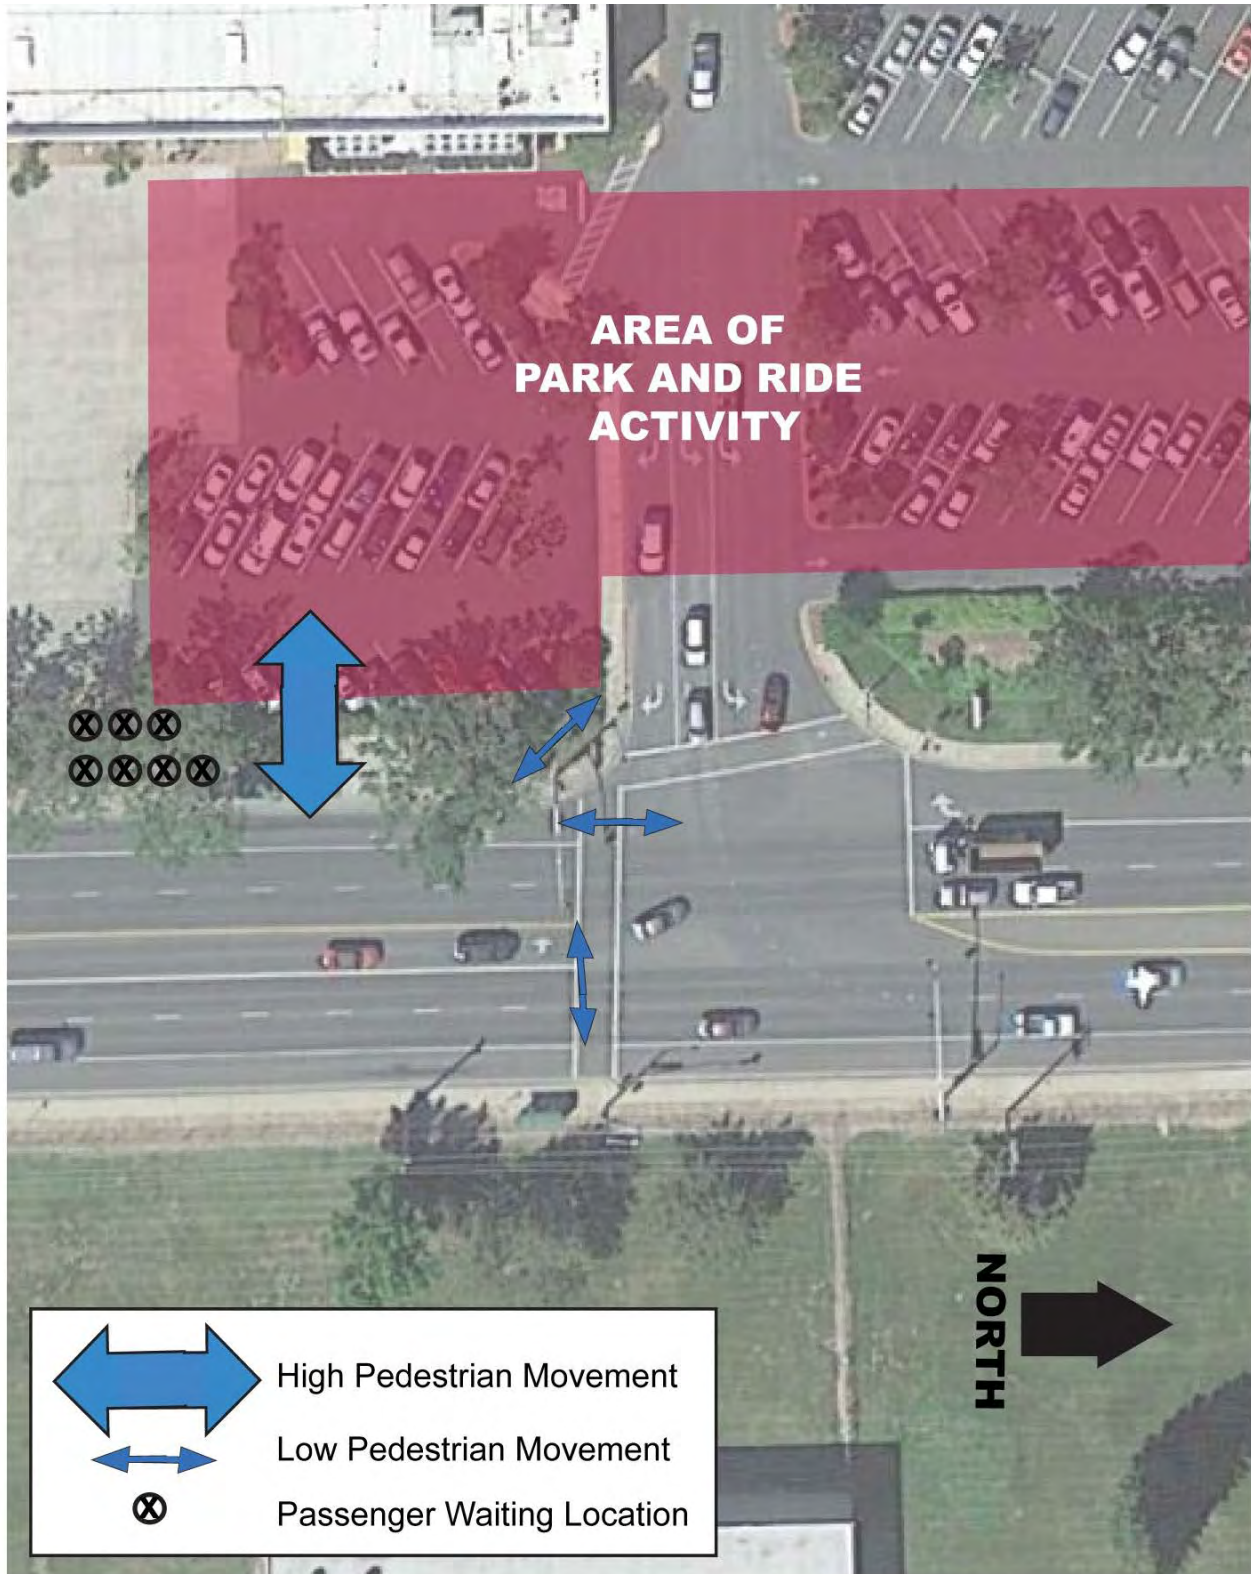 AREA OF
PARK AND RIDE
ACTIVITY
X X X
X X X X
NORTH
High Pedestrian Movement
Low Pedestrian Movement
X Passenger Waiting Location